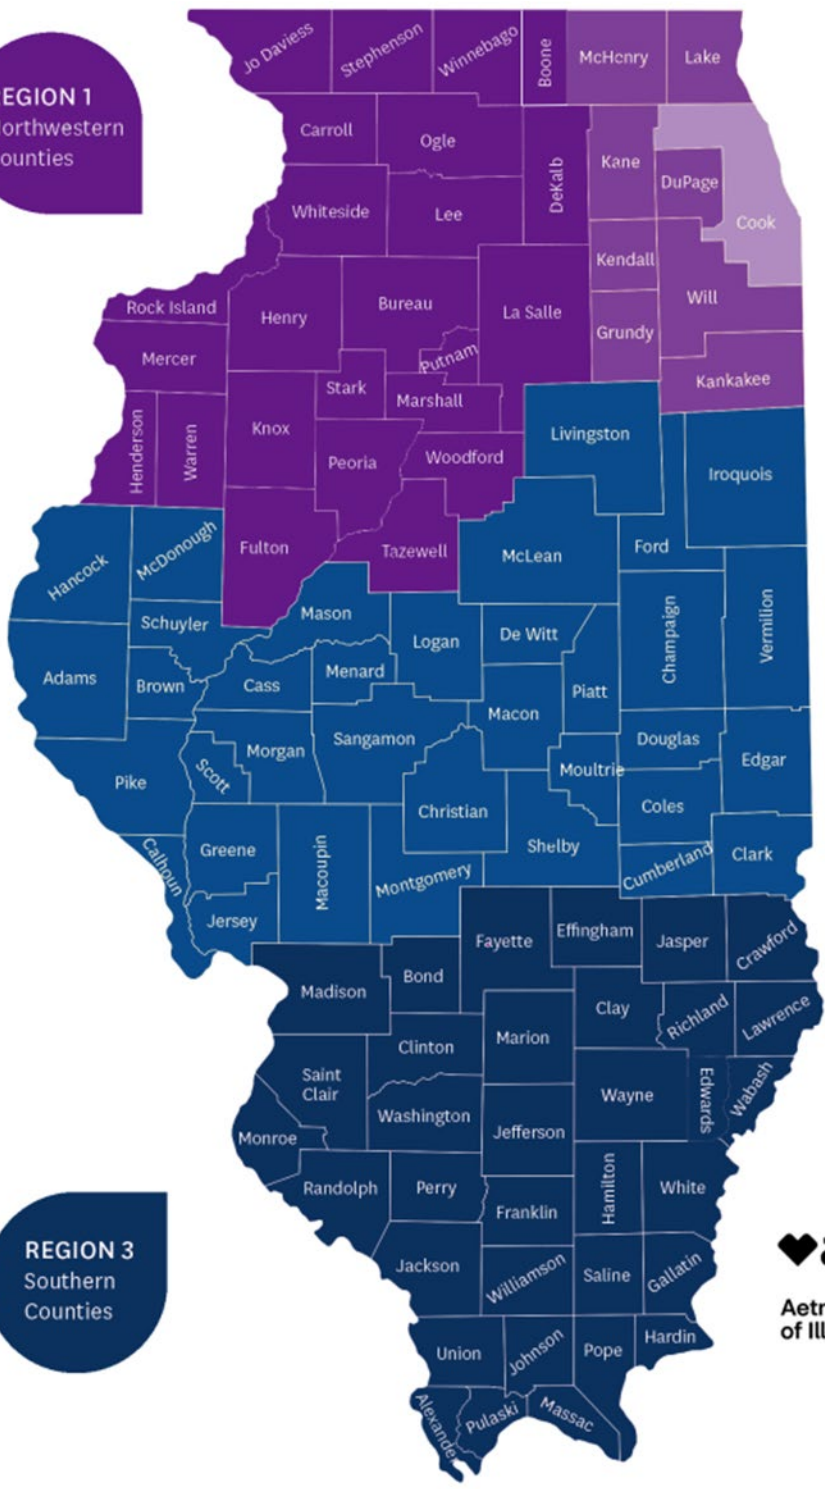 Jo Daviess
Stephenson
Winnebago
Boone
McHenry
Lake
EGION 1
orthwestern
ounties
Carroll
Ogle
DeKalb
Kane
DuPage
Cook
Whiteside
Lee
Kendall
Will
Rock Island
Henry
Bureau
La Salle
Grundy
Mercer
Putnam
Kankakee
Stark
Marshall
Henderson
Warren
Knox
Peoria
Woodford
Livingston
Iroquois
Hancock
McDonough
Fulton
Tazewell
McLean
Ford
Schuyler
Mason
Logan
De Witt
Champaign
Vermilion
Adams
Brown
Cass
Menard
Piatt
Macon
Pike
Scott
Morgan
Sangamon
Douglas
Edgar
Moultrie
Christian
Coles
Calhoun
Greene
Macoupin
Montgomery
Shelby
Cumberland
Clark
Jersey
Fayette
Effingham
Jasper
Crawford
Madison
Bond
Clay
Richland
Lawrence
Marion
Clinton
Saint
Clair
Wayne
Edwards
Wabash
Washington
Monroe
Jefferson
Randolph
Perry
Hamilton
White
Franklin
REGION 3
Southern
Counties
Jackson
Williamson
Saline
Gallatin
Aetn
of Ill
Union
Johnson
Pope
Hardin
Alexander
Pulaski
Massac